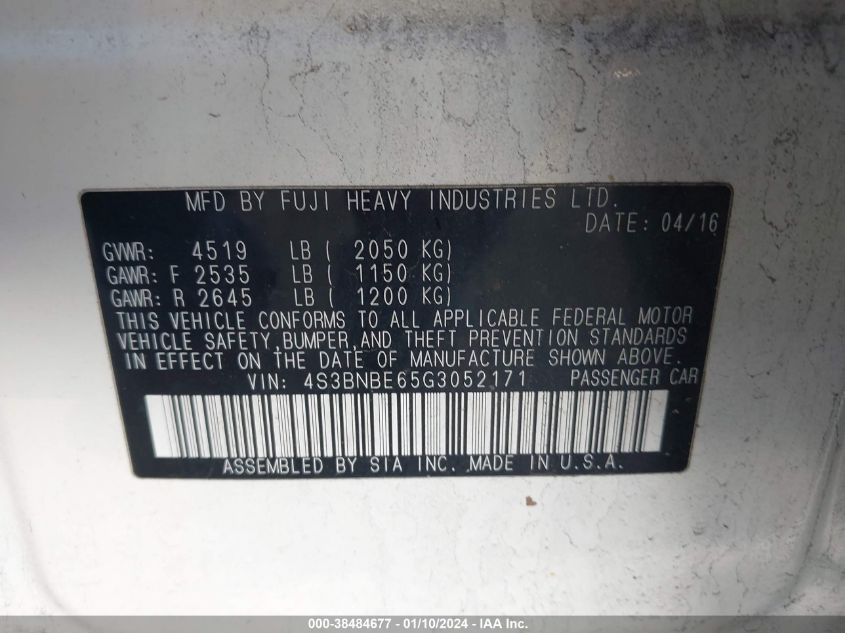 MFD BY FUJI HEAVY INDUSTRIES LTD.
DATE: 04/16
GVWR: 4519 LB ( 2050 KG)
GAWR: F 2535 LB ( 1150 KG)
GAWR: R 2645 LB ( 1200 KG)
THIS VEHICLE CONFORMS TO ALL APPLICABLE FEDERAL MOTOR
VEHICLE SAFETY, BUMPER, AND THEFT PREVENTION STANDARDS
IN EFFECT ON THE DATE OF MANUFACTURE SHOWN ABOVE.
VIN: 4S3BNBE65G3052171 PASSENGER CAR
ASSEMBLED BY SIA INC. MADE IN U.S.A.
000-38484677 - 01/10/2024 - IAA Inc.